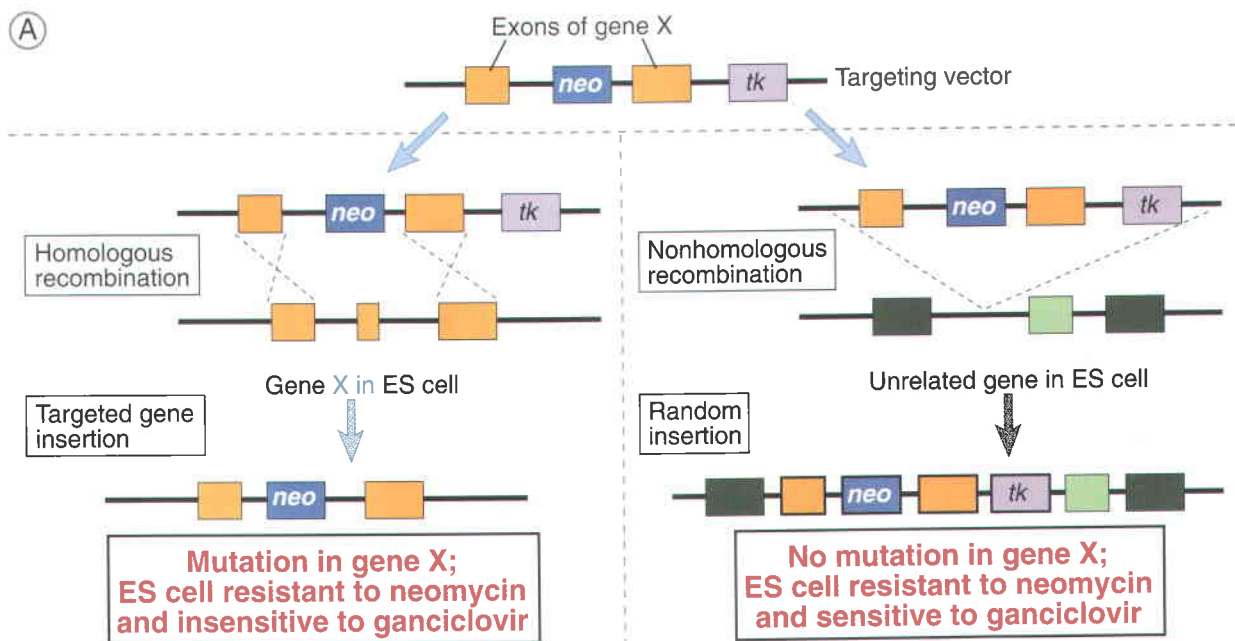 A
Exons of gene X
neo
tk
Targeting vector
neo
tk
Homologous
recombination
Gene X in ES cell
Targeted gene
insertion
neo
Mutation in gene X;
ES cell resistant to neomycin
and insensitive to ganciclovir
neo
tk
Nonhomologous
recombination
Unrelated gene in ES cell
Random
insertion
neo
tk
No mutation in gene X;
ES cell resistant to neomycin
and sensitive to ganciclovir